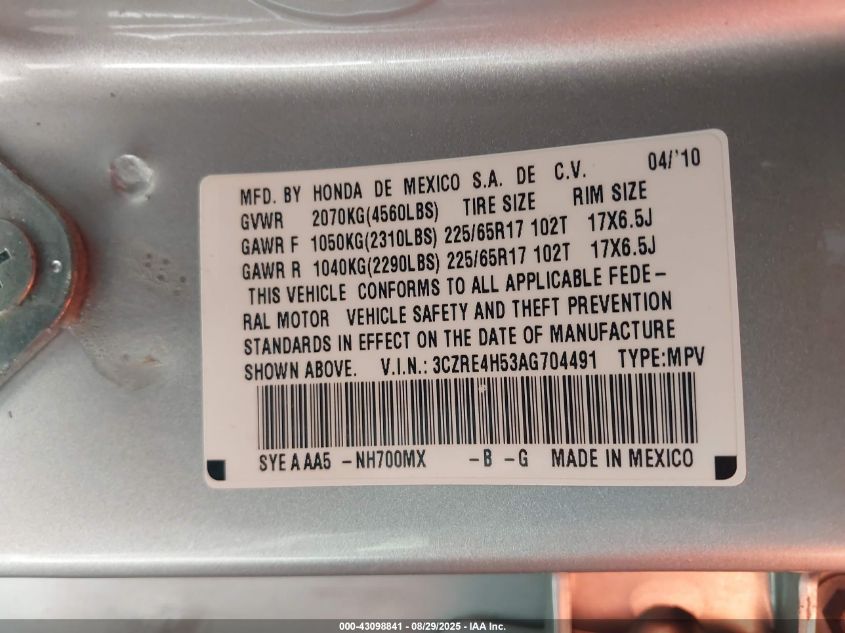 MFD. BY HONDA DE MEXICO S.A. DE C.V. 04/'10
GVWR 2070KG(4560LBS) TIRE SIZE RIM SIZE
GAWR F 1050KG(2310LBS) 225/65R17 102T 17X6.5J
GAWR R 1040KG(2290LBS) 225/65R17 102T 17X6.5J
THIS VEHICLE CONFORMS TO ALL APPLICABLE FEDE-
RAL MOTOR VEHICLE SAFETY AND THEFT PREVENTION
STANDARDS IN EFFECT ON THE DATE OF MANUFACTURE
SHOWN ABOVE. V.I.N.: 3CZRE4H53AG704491 TYPE:MPV
SYE A AA5 -NH700MX -B -G MADE IN MEXICO
000-43098841 - 08/29/2025 - IAA Inc.